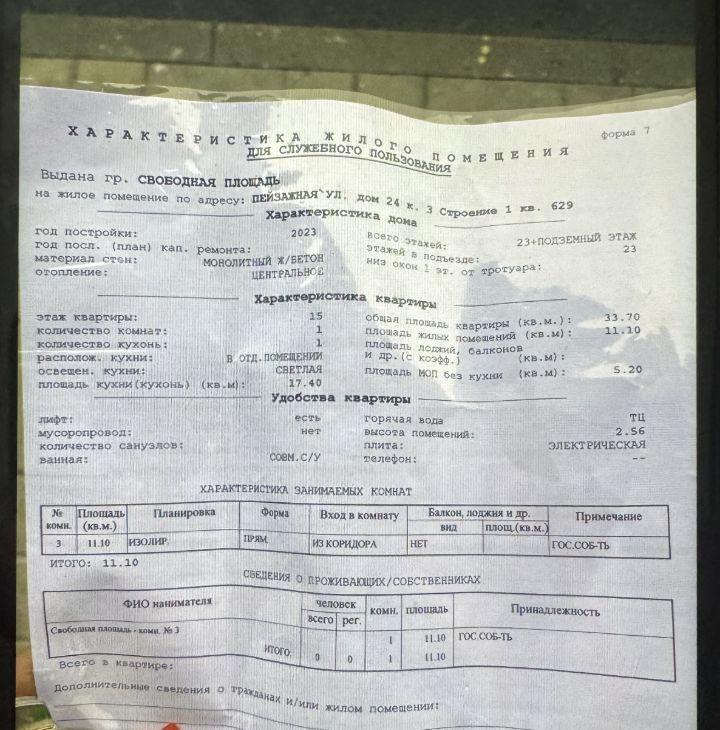 форма 7
ХАРАКТЕРИСТИКА ЖИЛОГО ПОМЕЩЕНИЯ
ДЛЯ СЛУЖЕБНОГО ПОЛЬЗОВАНИЯ
Выдана гр. СВОБОДНАЯ ПЛОЩАДЬ
на жилое помещение по адресу: ПЕЙЗАЖНАЯ УЛ. дом 24 к. 3 Строение 1 кв. 629
Характеристика дома
год постройки: 2023
год посл. (план) кап. ремонта:
материал стен: МОНОЛИТНЫЙ Ж/БЕТОН
отопление: ЦЕНТРАЛЬНОЕ
всего этажей: 23+ПОДЗЕМНЫЙ ЭТАЖ
этажей в подъезде: 23
низ окон 1 эт. от тротуара:
Характеристика квартиры
этаж квартиры: 15
количество комнат: 1
количество кухонь: 1
располож. кухни: В ОТД.ПОМЕЩЕНИИ
освещен. кухни: СВЕТЛАЯ
площадь кухни(кухонь) (кв.м): 17.40
общая площадь квартиры (кв.м.): 33.70
площадь жилых помещений (кв.м): 11.10
площадь лоджий, балконов
и др.(с коэфф.) (кв.м):
площадь МОП без кухни (кв.м): 5.20
Удобства квартиры
лифт: есть
мусоропровод: нет
количество санузлов:
ванная: СОВМ.С/У
горячая вода ТЦ
высота помещений: 2.56
плита: ЭЛЕКТРИЧЕСКАЯ
телефон: --
ХАРАКТЕРИСТИКА ЗАНИМАЕМЫХ КОМНАТ
№ комн. Площадь (кв.м.) Планировка Форма Вход в комнату Балкон, лоджия и др. Примечание
вид площ.(кв.м.)
3 11.10 ИЗОЛИР. ПРЯМ. ИЗ КОРИДОРА НЕТ ГОС.СОБ-ТЬ
ИТОГО: 11.10
СВЕДЕНИЯ О ПРОЖИВАЮЩИХ/СОБСТВЕННИКАХ
ФИО нанимателя человек комн. площадь Принадлежность
всего рег.
Свободная площадь - комн. № 3 1 11.10 ГОС.СОБ-ТЬ
ИТОГО: 0 0 1 11.10
Всего в квартире:
Дополнительные сведения о гражданах и/или жилом помещении: